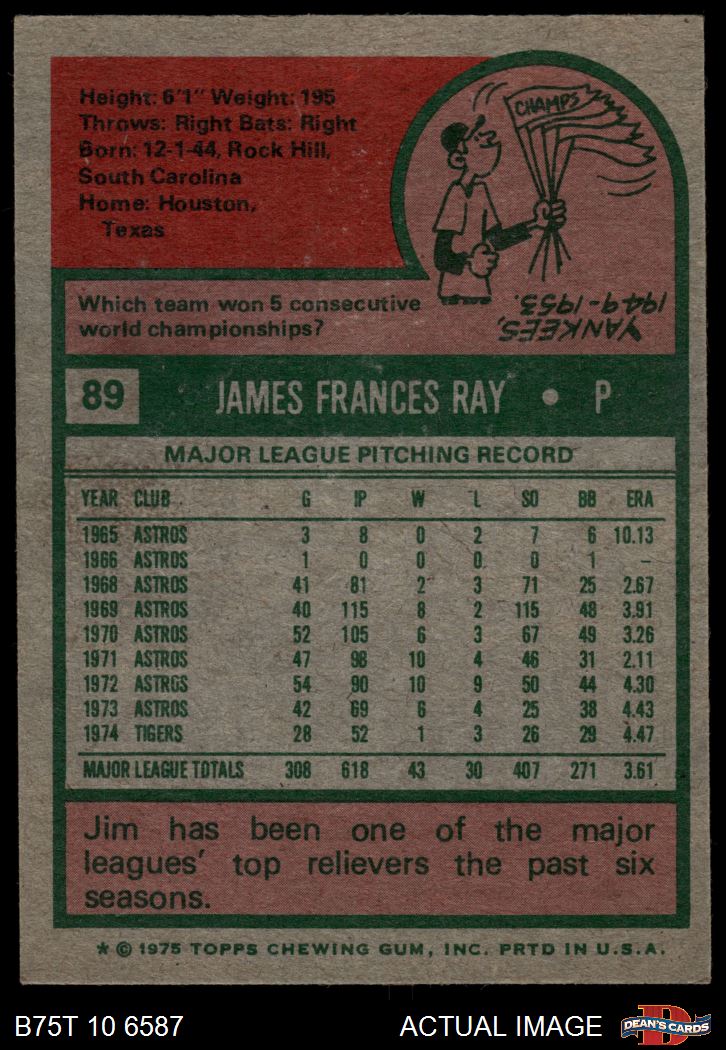 Height: 6'1" Weight: 195
Throws: Right Bats: Right
Born: 12-1-44, Rock Hill,
South Carolina
Home: Houston,
Texas
CHAMPS
Which team won 5 consecutive
world championships?
YANKEES,
1949-1953.
89 JAMES FRANCES RAY • P
MAJOR LEAGUE PITCHING RECORD
YEAR CLUB G IP W L SO BB ERA
1965 ASTROS 3 8 0 2 7 6 10.13
1966 ASTROS 1 0 0 0 0 1 –
1968 ASTROS 41 81 2 3 71 25 2.67
1969 ASTROS 40 115 8 2 115 48 3.91
1970 ASTROS 52 105 6 3 67 49 3.26
1971 ASTROS 47 98 10 4 46 31 2.11
1972 ASTROS 54 90 10 9 50 44 4.30
1973 ASTROS 42 69 6 4 25 38 4.43
1974 TIGERS 28 52 1 3 26 29 4.47
MAJOR LEAGUE TOTALS 308 618 43 30 407 271 3.61
Jim has been one of the major
leagues' top relievers the past six
seasons.
* © 1975 TOPPS CHEWING GUM, INC. PRTD IN U.S.A.
B75T 10 6587 ACTUAL IMAGE
D
DEAN'S CARDS